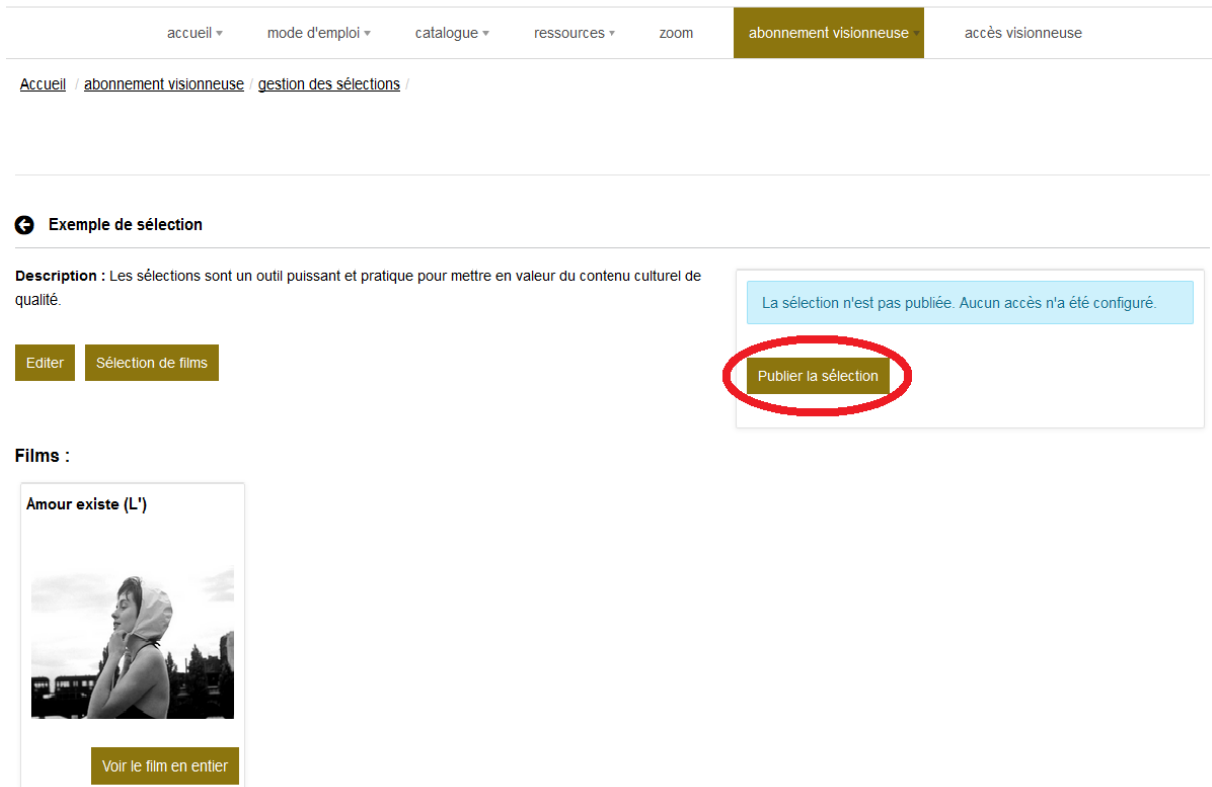 accueil mode d'emploi catalogue ressources zoom abonnement visionneuse accès visionneuse
Accueil / abonnement visionneuse / gestion des sélections /
Exemple de sélection
Description : Les sélections sont un outil puissant et pratique pour mettre en valeur du contenu culturel de
qualité.
La sélection n'est pas publiée. Aucun accès n'a été configuré.
Editer Sélection de films
Publier la sélection
Films :
Amour existe (L')
Voir le film en entier